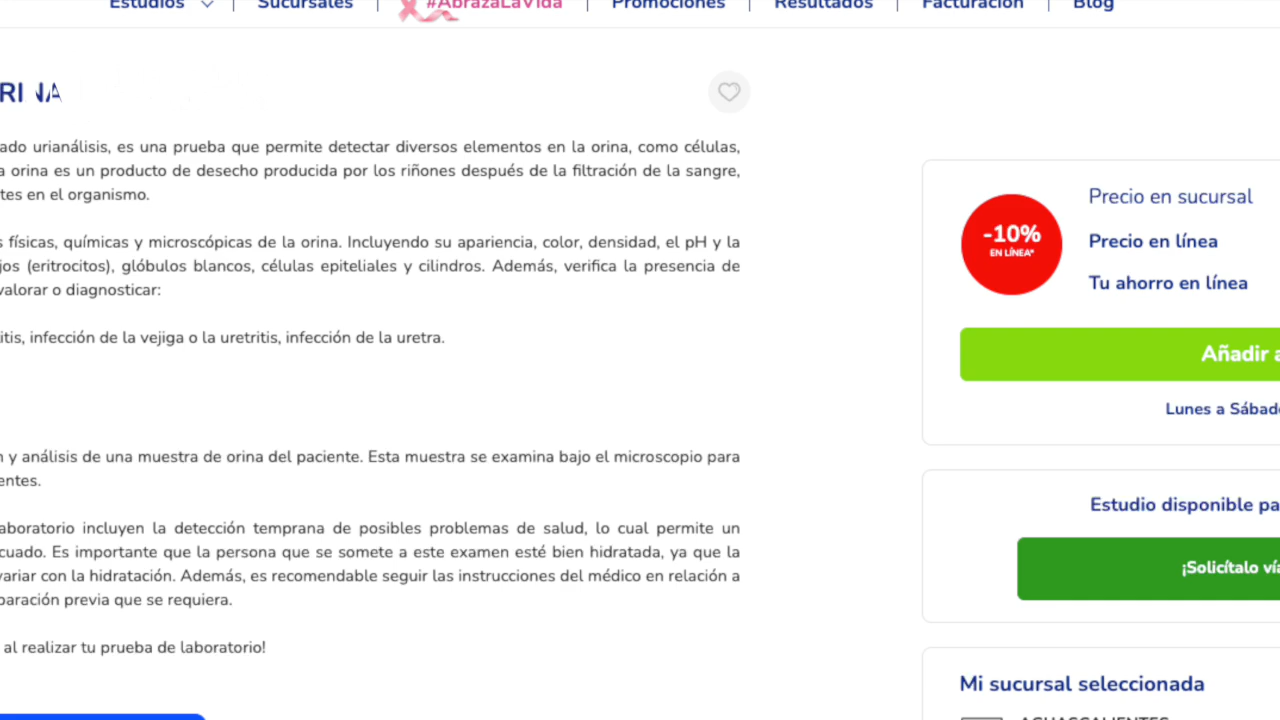 Estudios
Sucursales
#AbrazaLaVida
Promociones
Resultados
Facturación
Blog
RINA
ado urianálisis, es una prueba que permite detectar diversos elementos en la orina, como células,
a orina es un producto de desecho producida por los riñones después de la filtración de la sangre,
tes en el organismo.
s físicas, químicas y microscópicas de la orina. Incluyendo su apariencia, color, densidad, el pH y la
jos (eritrocitos), glóbulos blancos, células epiteliales y cilindros. Además, verifica la presencia de
valorar o diagnosticar:
itis, infección de la vejiga o la uretritis, infección de la uretra.
n y análisis de una muestra de orina del paciente. Esta muestra se examina bajo el microscopio para
entes.
aboratorio incluyen la detección temprana de posibles problemas de salud, lo cual permite un
cuado. Es importante que la persona que se somete a este examen esté bien hidratada, ya que la
variar con la hidratación. Además, es recomendable seguir las instrucciones del médico en relación a
paración previa que se requiera.
al realizar tu prueba de laboratorio!
-10%
EN LÍNEA*
Precio en sucursal
Precio en línea
Tu ahorro en línea
Añadir a
Lunes a Sábado
Estudio disponible pa
¡Solicítalo vía
Mi sucursal seleccionada
AGUASCALIENTES